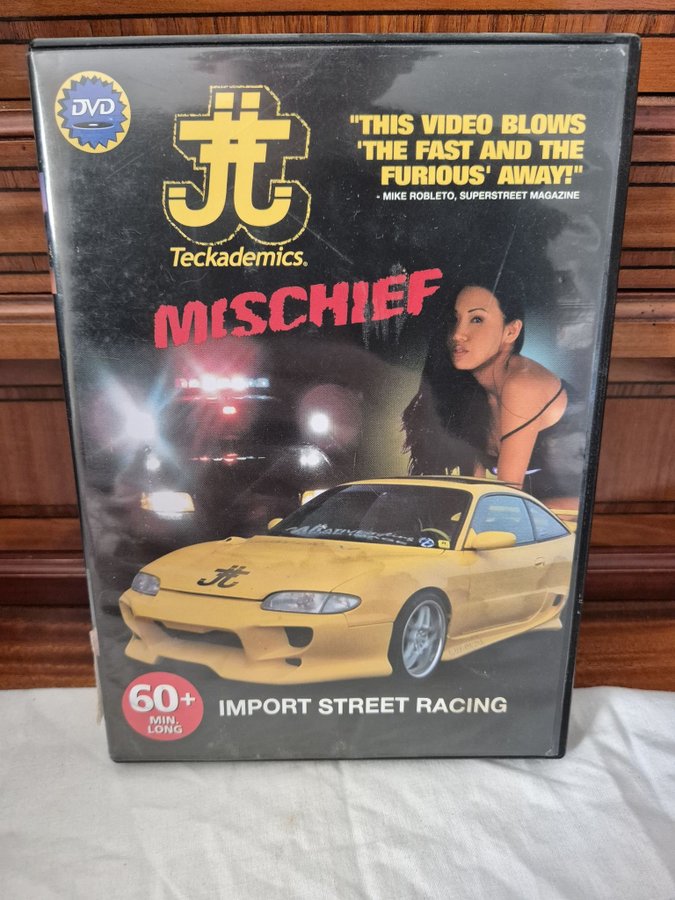 DVD
Teckademics®
"THIS VIDEO BLOWS
'THE FAST AND THE
FURIOUS' AWAY!"
- MIKE ROBLETO, SUPERSTREET MAGAZINE
MISCHIEF
60+
MIN.
LONG
IMPORT STREET RACING